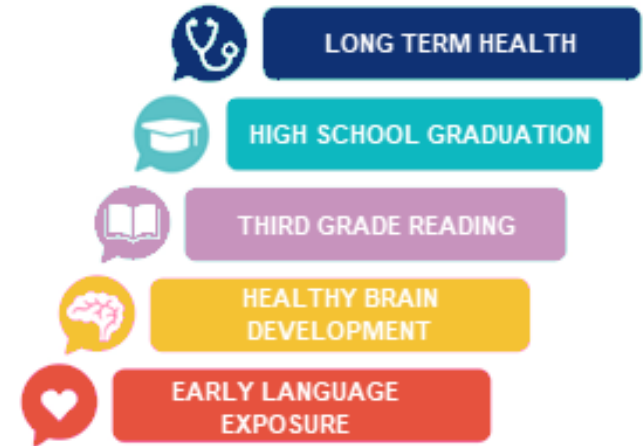 LONG TERM HEALTH
HIGH SCHOOL GRADUATION
THIRD GRADE READING
HEALTHY BRAIN
DEVELOPMENT
EARLY LANGUAGE
EXPOSURE